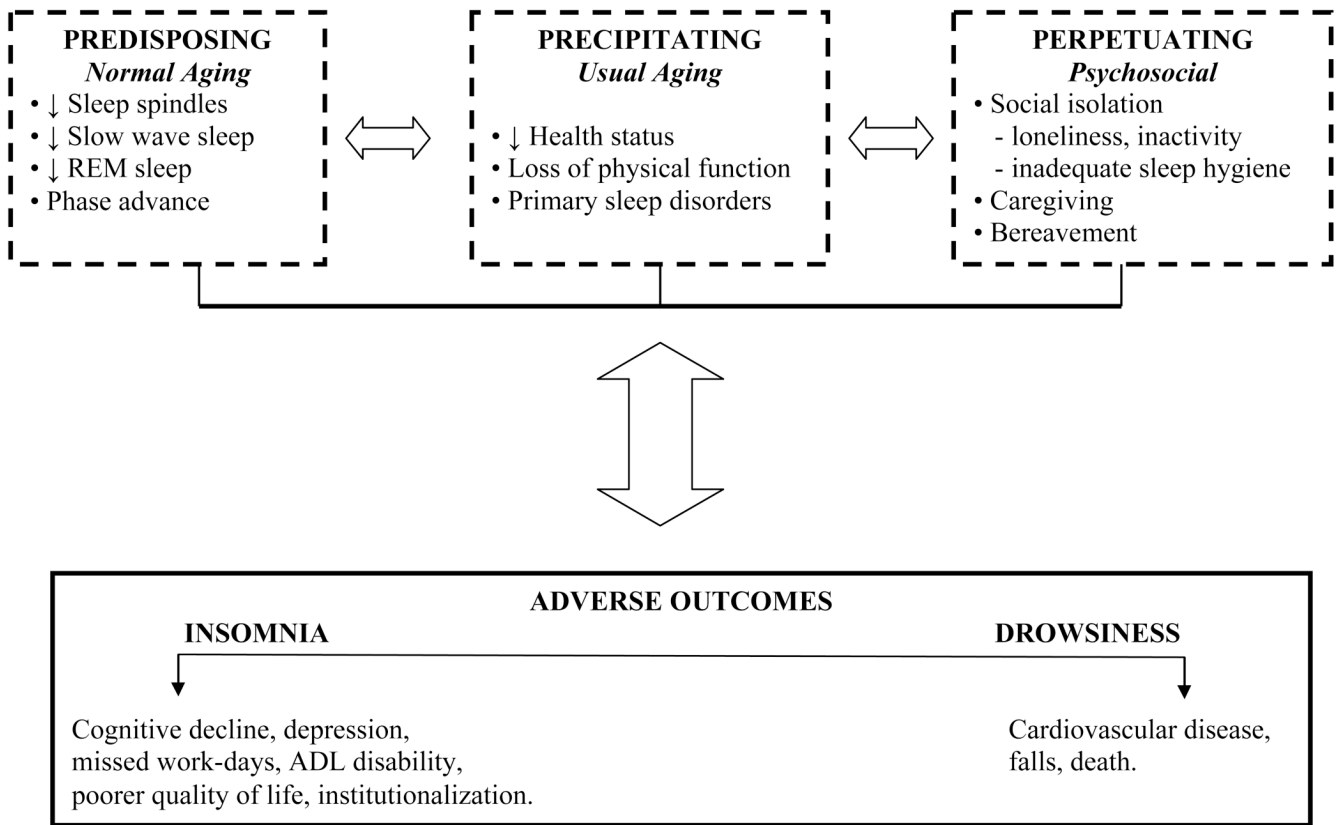 PREDISPOSING
Normal Aging
• ↓ Sleep spindles
• ↓ Slow wave sleep
• ↓ REM sleep
• Phase advance
PRECIPITATING
Usual Aging
• ↓ Health status
• Loss of physical function
• Primary sleep disorders
PERPETUATING
Psychosocial
• Social isolation
- loneliness, inactivity
- inadequate sleep hygiene
• Caregiving
• Bereavement
ADVERSE OUTCOMES
INSOMNIA
Cognitive decline, depression,
missed work-days, ADL disability,
poorer quality of life, institutionalization.
DROWSINESS
Cardiovascular disease,
falls, death.